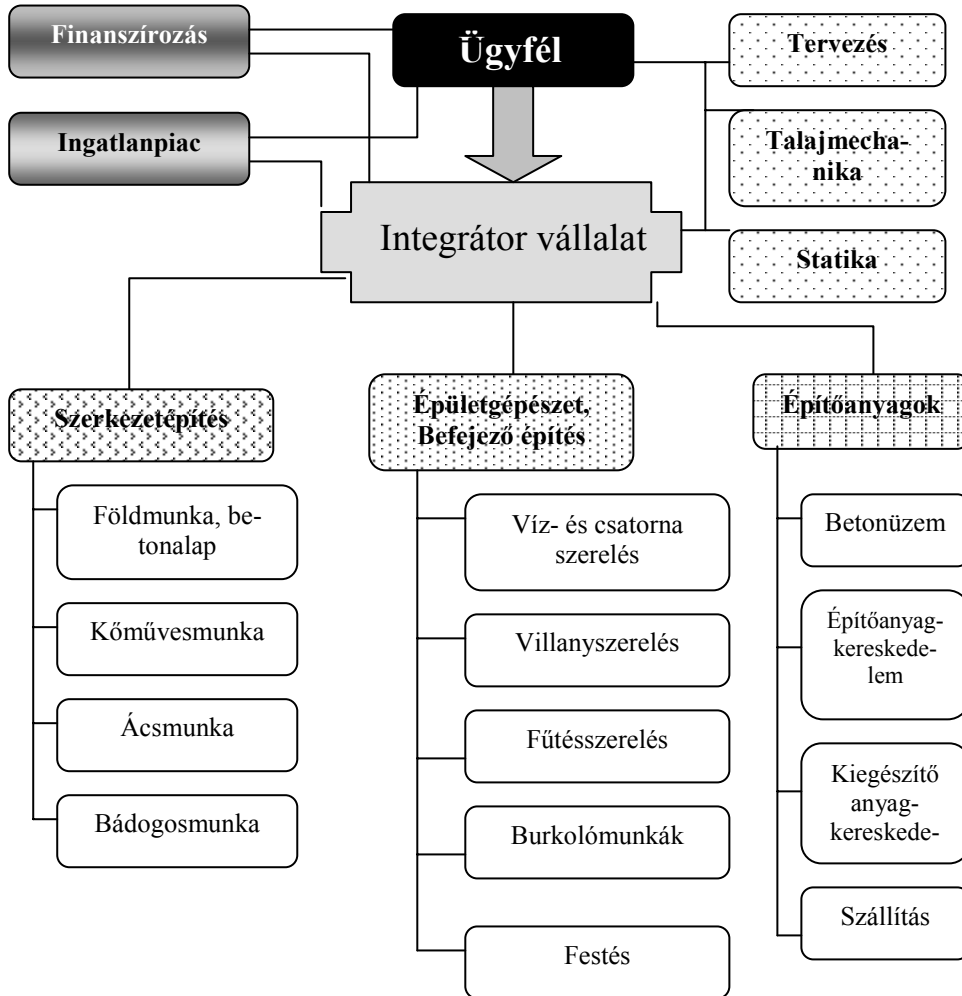 Finanszírozás
Ügyfél
Tervezés
Ingatlanpiac
Talajmecha-
nika
Integrátor vállalat
Statika
Szerkezetépítés
Földmunka, be-
tonalap
Kőművesmunka
Ácsmunka
Bádogosmunka
Épületgépészet,
Befejező építés
Víz- és csatorna
szerelés
Villanyszerelés
Fűtésszerelés
Burkolómunkák
Festés
Építőanyagok
Betonüzem
Építőanyag-
kereskede-
lem
Kiegészítő
anyag-
kereskede-
Szállítás